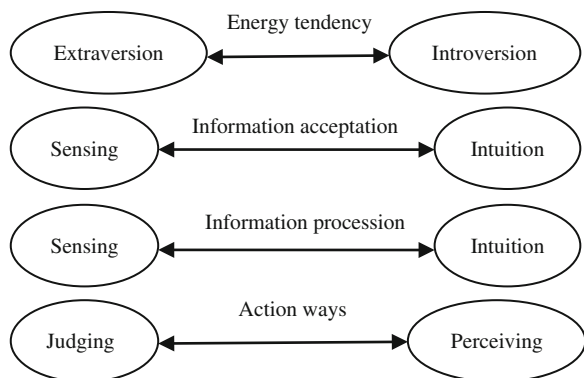 Energy tendency
Extraversion Introversion
Information acceptation
Sensing Intuition
Information procession
Sensing Intuition
Action ways
Judging Perceiving